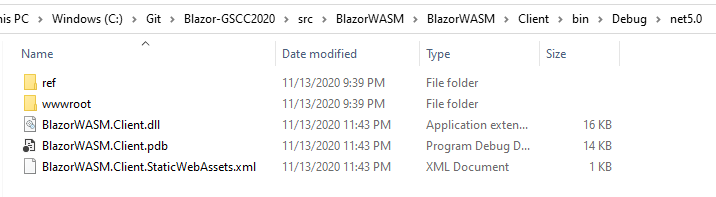 his PC > Windows (C:) > Git > Blazor-GSCC2020 > src > BlazorWASM > BlazorWASM > Client > bin > Debug > net5.0
Name Date modified Type Size
ref 11/13/2020 9:39 PM File folder
wwwroot 11/13/2020 9:39 PM File folder
BlazorWASM.Client.dll 11/13/2020 11:43 PM Application exten... 16 KB
BlazorWASM.Client.pdb 11/13/2020 11:43 PM Program Debug D... 14 KB
BlazorWASM.Client.StaticWebAssets.xml 11/13/2020 11:43 PM XML Document 1 KB